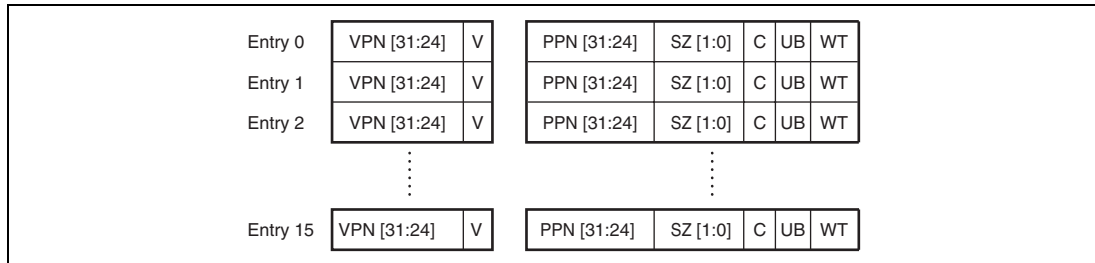 Entry 0 VPN [31:24] V PPN [31:24] SZ [1:0] C UB WT
Entry 1 VPN [31:24] V PPN [31:24] SZ [1:0] C UB WT
Entry 2 VPN [31:24] V PPN [31:24] SZ [1:0] C UB WT
Entry 15 VPN [31:24] V PPN [31:24] SZ [1:0] C UB WT